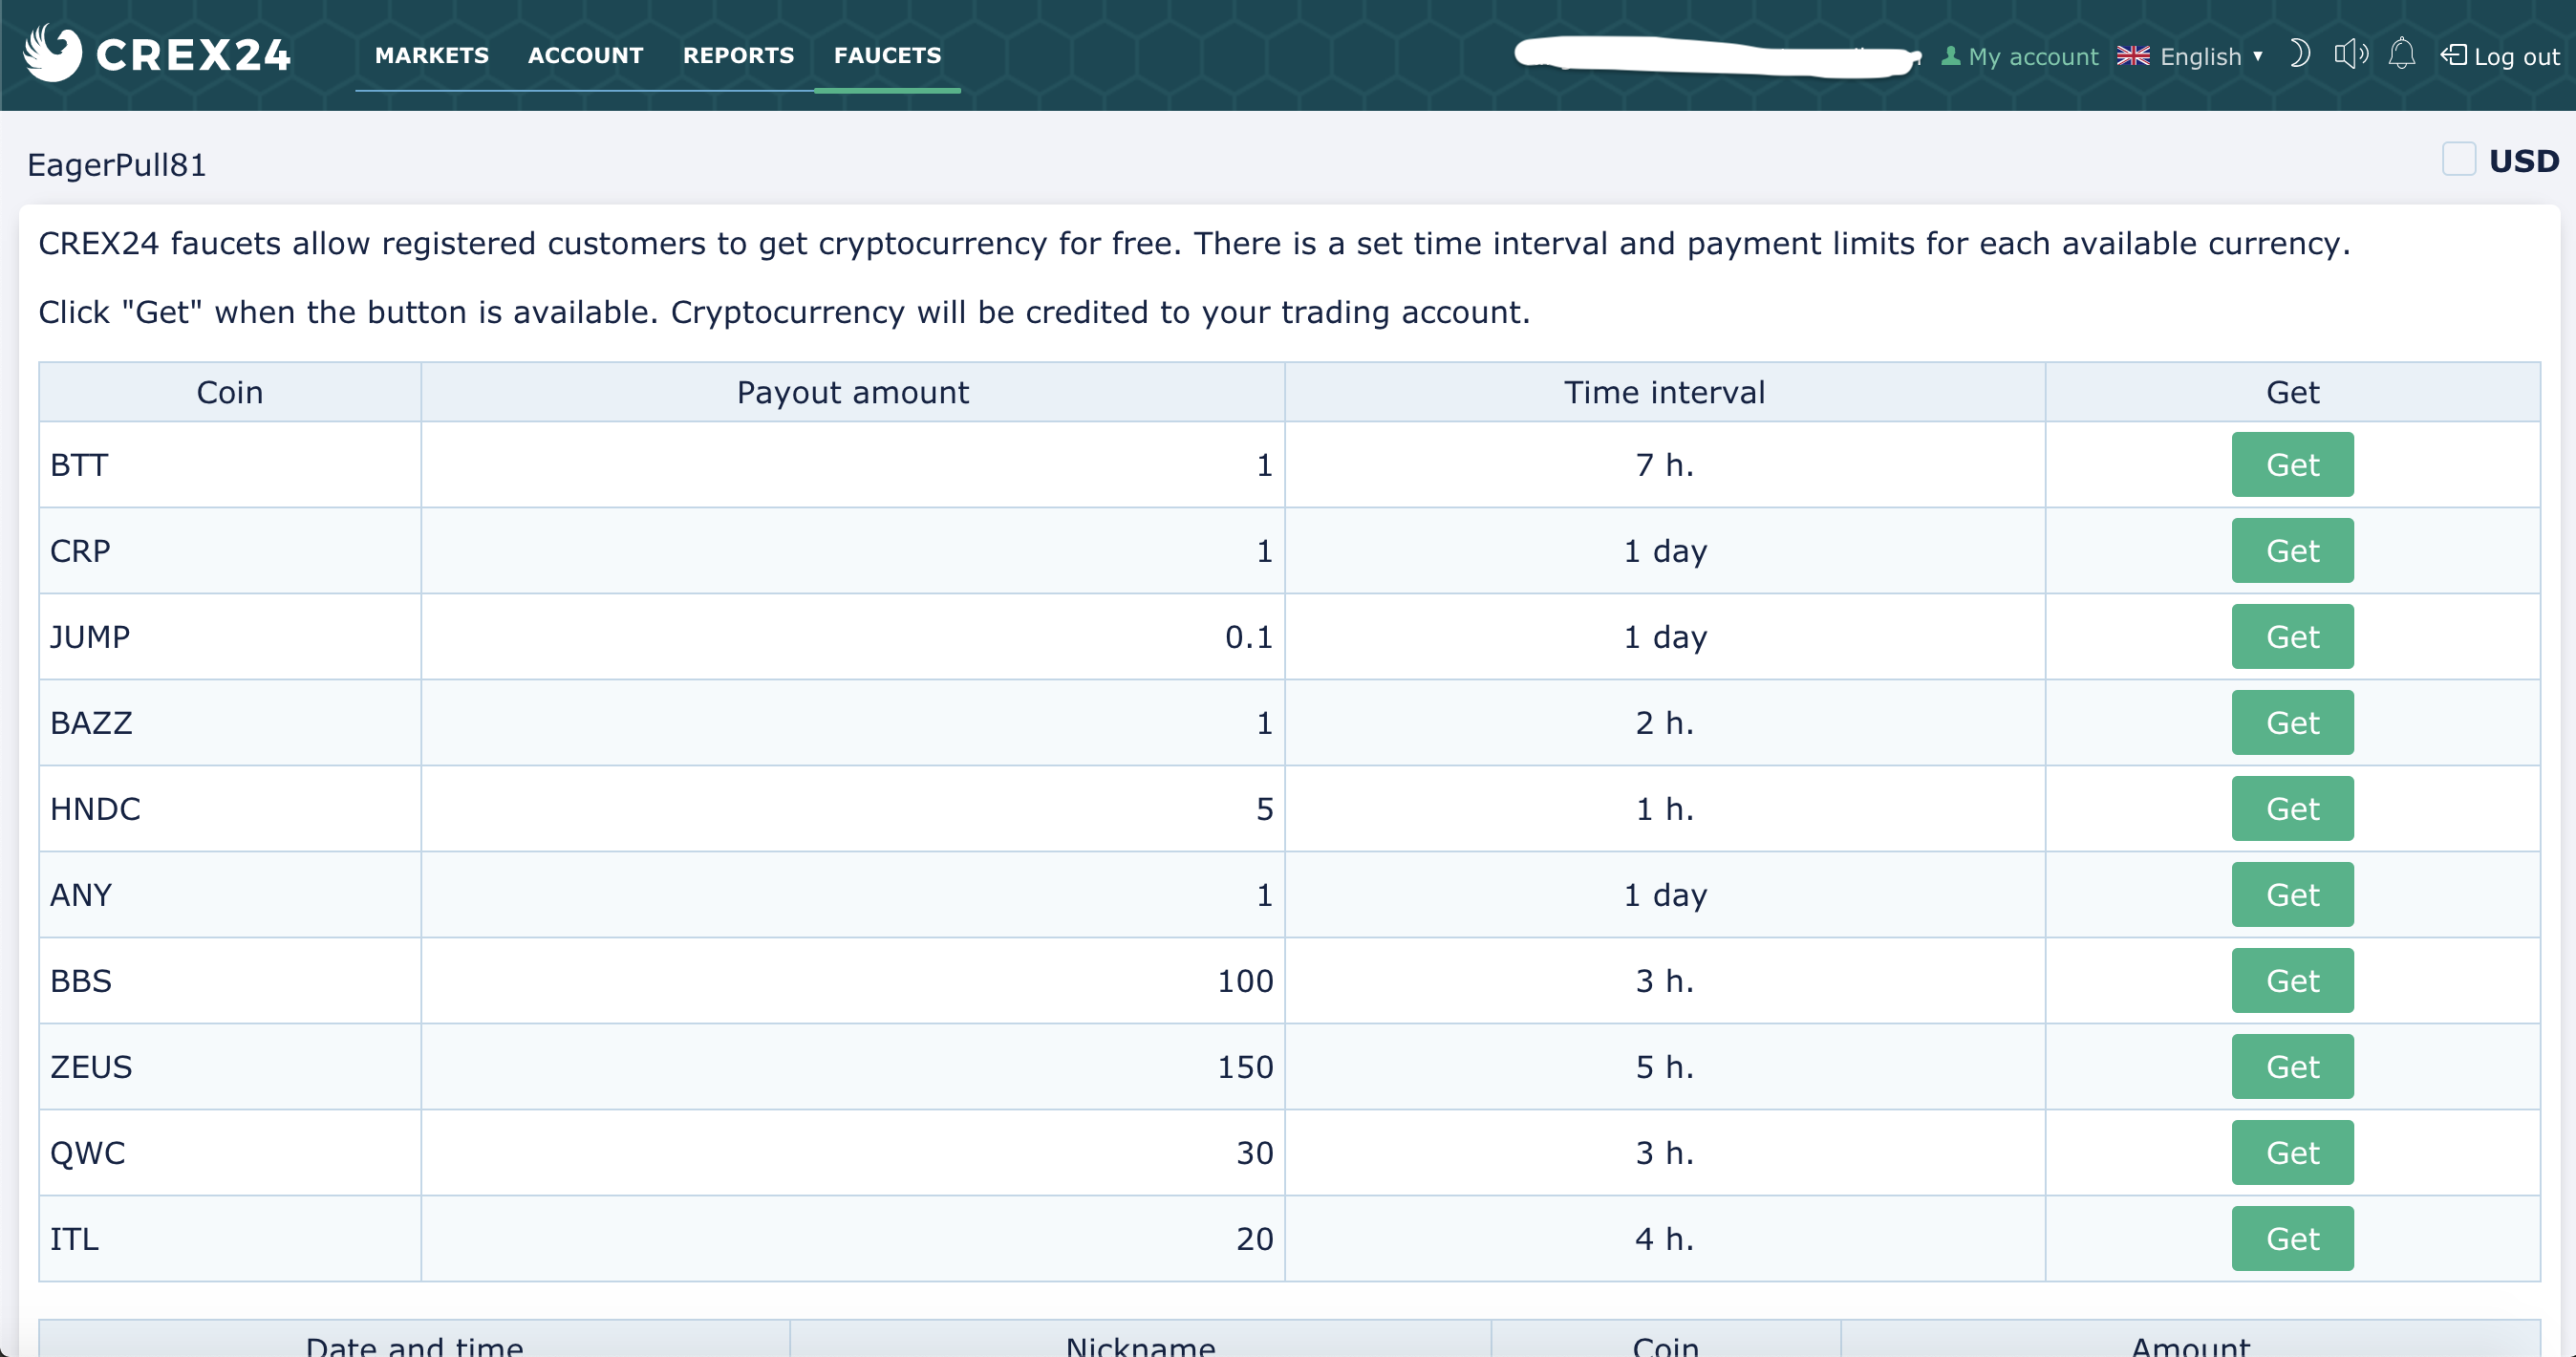 CREX24 MARKETS ACCOUNT REPORTS FAUCETS My account English ▼ Log out
EagerPull81 USD
CREX24 faucets allow registered customers to get cryptocurrency for free. There is a set time interval and payment limits for each available currency.
Click "Get" when the button is available. Cryptocurrency will be credited to your trading account.
Coin Payout amount Time interval Get
BTT 1 7 h. Get
CRP 1 1 day Get
JUMP 0.1 1 day Get
BAZZ 1 2 h. Get
HNDC 5 1 h. Get
ANY 1 1 day Get
BBS 100 3 h. Get
ZEUS 150 5 h. Get
QWC 30 3 h. Get
ITL 20 4 h. Get
Date and time Nickname Coin Amount